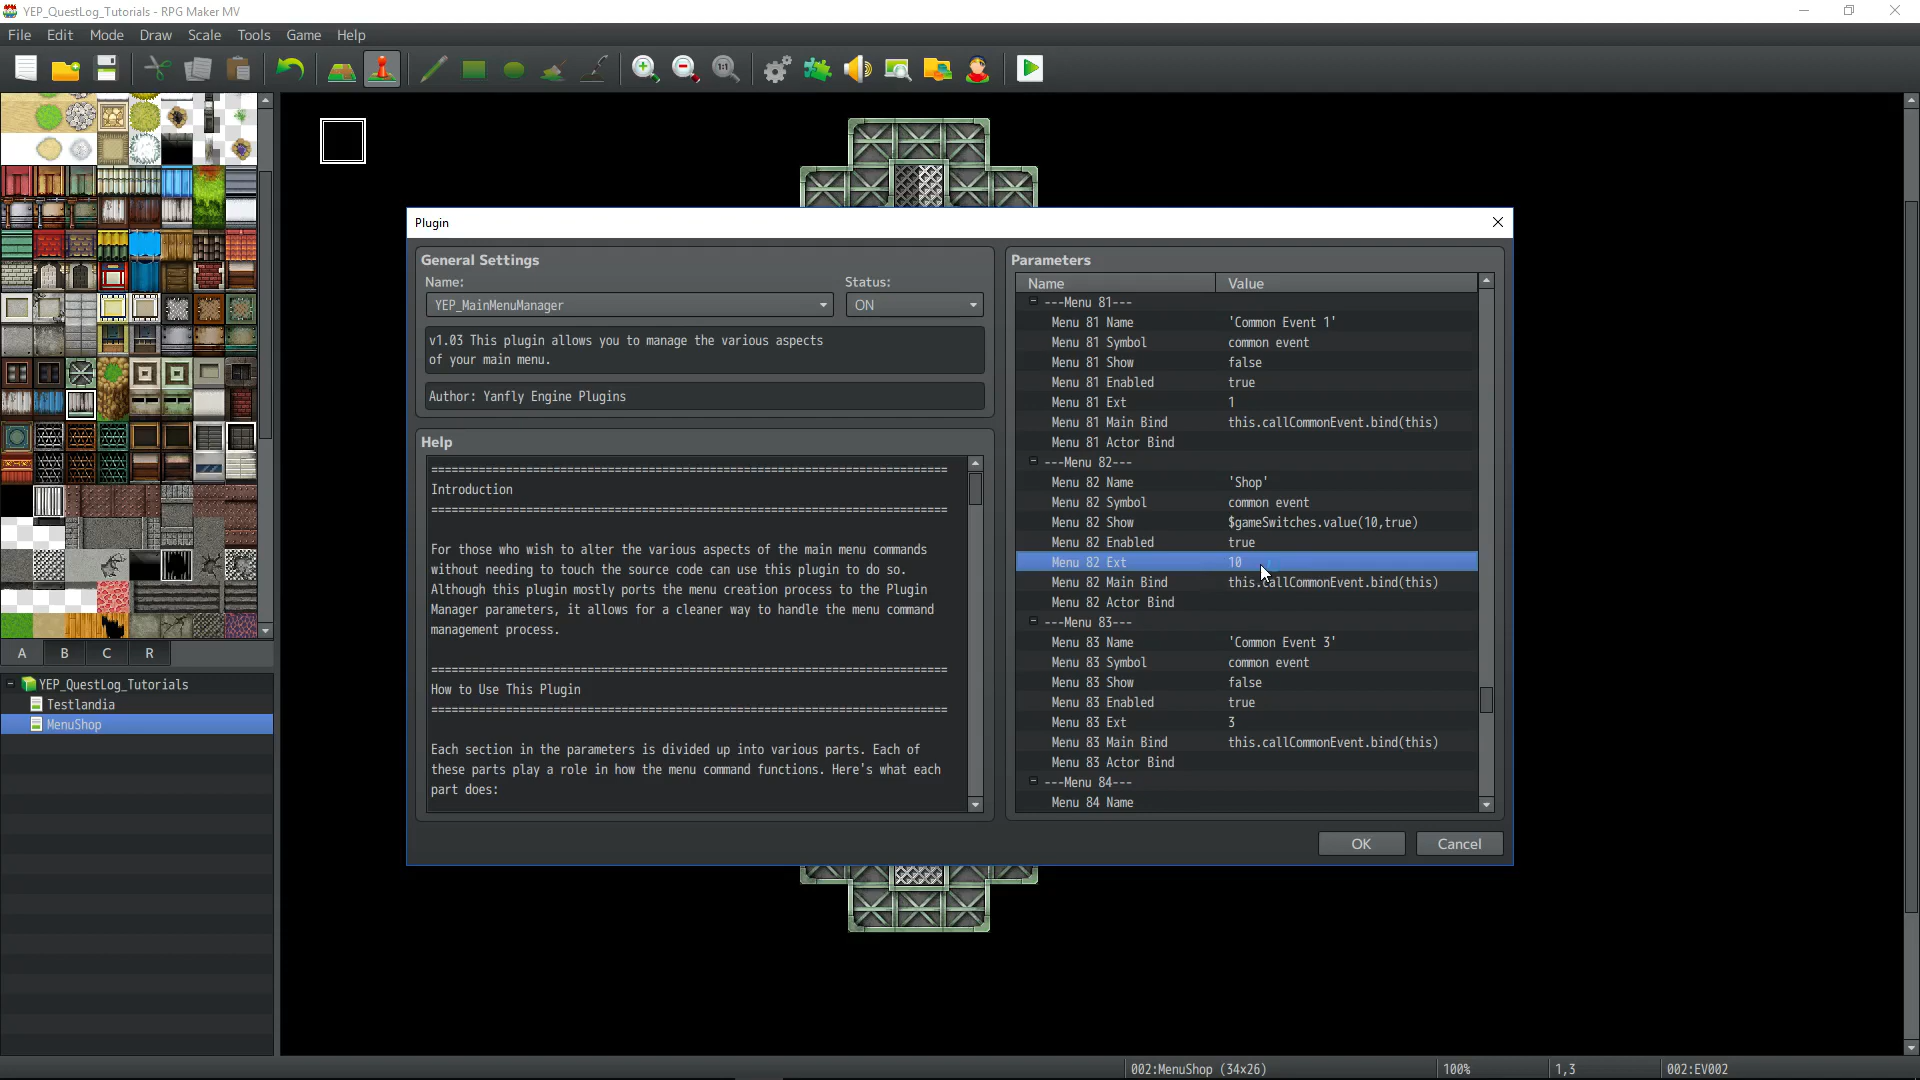 YEP_QuestLog_Tutorials - RPG Maker MV
File Edit Mode Draw Scale Tools Game Help
1:1
Plugin
General Settings
Name:
Status:
YEP_MainMenuManager
ON
v1.03 This plugin allows you to manage the various aspects
of your main menu.
Author: Yanfly Engine Plugins
Help
================================================================================
Introduction
================================================================================
For those who wish to alter the various aspects of the main menu commands
without needing to touch the source code can use this plugin to do so.
Although this plugin mostly ports the menu creation process to the Plugin
Manager parameters, it allows for a cleaner way to handle the menu command
management process.
================================================================================
How to Use This Plugin
================================================================================
Each section in the parameters is divided up into various parts. Each of
these parts play a role in how the menu command functions. Here's what each
part does:
Parameters
Name Value
---Menu 81---
Menu 81 Name 'Common Event 1'
Menu 81 Symbol common event
Menu 81 Show false
Menu 81 Enabled true
Menu 81 Ext 1
Menu 81 Main Bind this.callCommonEvent.bind(this)
Menu 81 Actor Bind
---Menu 82---
Menu 82 Name 'Shop'
Menu 82 Symbol common event
Menu 82 Show $gameSwitches.value(10,true)
Menu 82 Enabled true
Menu 82 Ext 10
Menu 82 Main Bind this.callCommonEvent.bind(this)
Menu 82 Actor Bind
---Menu 83---
Menu 83 Name 'Common Event 3'
Menu 83 Symbol common event
Menu 83 Show false
Menu 83 Enabled true
Menu 83 Ext 3
Menu 83 Main Bind this.callCommonEvent.bind(this)
Menu 83 Actor Bind
---Menu 84---
Menu 84 Name
OK Cancel
A B C R
YEP_QuestLog_Tutorials
Testlandia
MenuShop
002:MenuShop (34x26) 100% 1,3 002:EV002